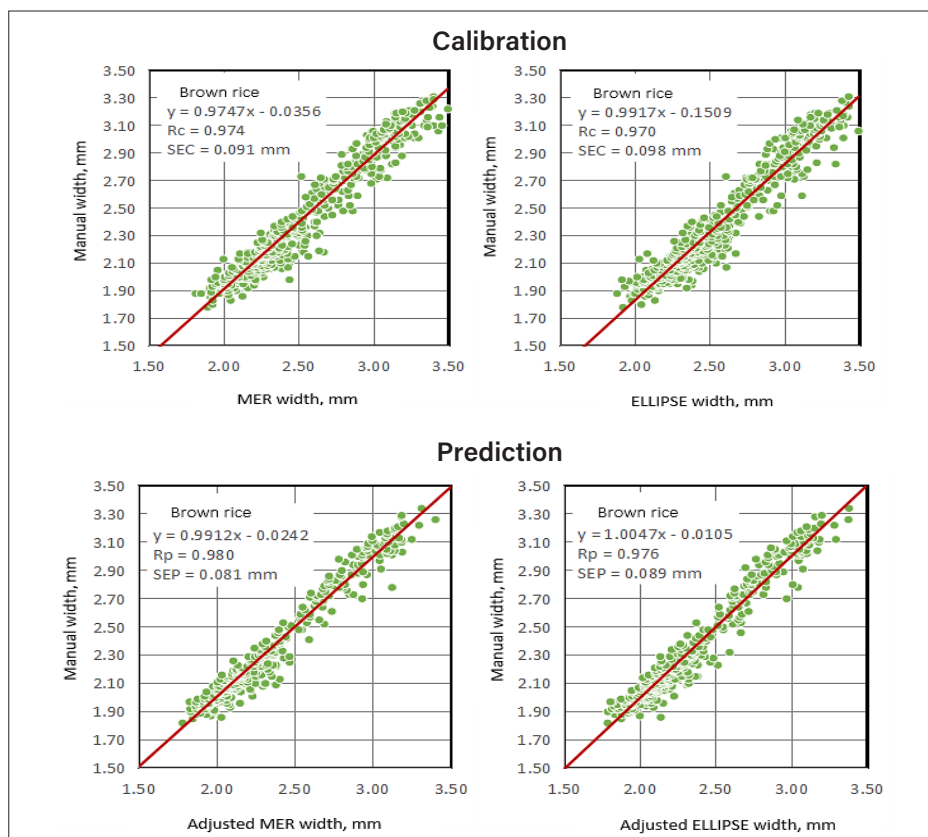 Calibration
3.50
3.30
3.10
2.90
2.70
2.50
2.30
2.10
1.90
1.70
1.50
Manual width, mm
Brown rice
y = 0.9747x - 0.0356
Rc = 0.974
SEC = 0.091 mm
1.50 2.00 2.50 3.00 3.50
MER width, mm
3.50
3.30
3.10
2.90
2.70
2.50
2.30
2.10
1.90
1.70
1.50
Manual width, mm
Brown rice
y = 0.9917x - 0.1509
Rc = 0.970
SEC = 0.098 mm
1.50 2.00 2.50 3.00 3.50
ELLIPSE width, mm
Prediction
3.50
3.30
3.10
2.90
2.70
2.50
2.30
2.10
1.90
1.70
1.50
Manual width, mm
Brown rice
y = 0.9912x - 0.0242
Rp = 0.980
SEP = 0.081 mm
1.50 2.00 2.50 3.00 3.50
Adjusted MER width, mm
3.50
3.30
3.10
2.90
2.70
2.50
2.30
2.10
1.90
1.70
1.50
Manual width, mm
Brown rice
y = 1.0047x - 0.0105
Rp = 0.976
SEP = 0.089 mm
1.50 2.00 2.50 3.00 3.50
Adjusted ELLIPSE width, mm